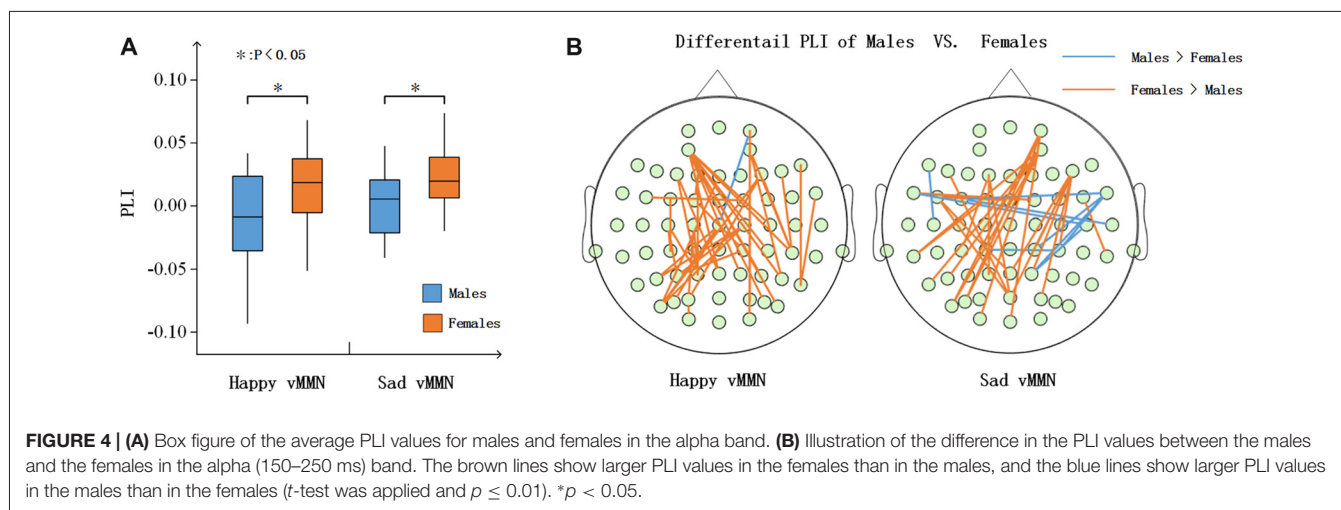 A
*:P<0.05
*
*
PLI
0.10
0.05
0.00
-0.05
-0.10
Males
Females
Happy vMMN
Sad vMMN
B
Differentail PLI of Males VS. Females
Males > Females
Females > Males
Happy vMMN
Sad vMMN
FIGURE 4 | (A) Box figure of the average PLI values for males and females in the alpha band. (B) Illustration of the difference in the PLI values between the males
and the females in the alpha (150–250 ms) band. The brown lines show larger PLI values in the females than in the males, and the blue lines show larger PLI values
in the males than in the females (t-test was applied and p ≤ 0.01). *p < 0.05.